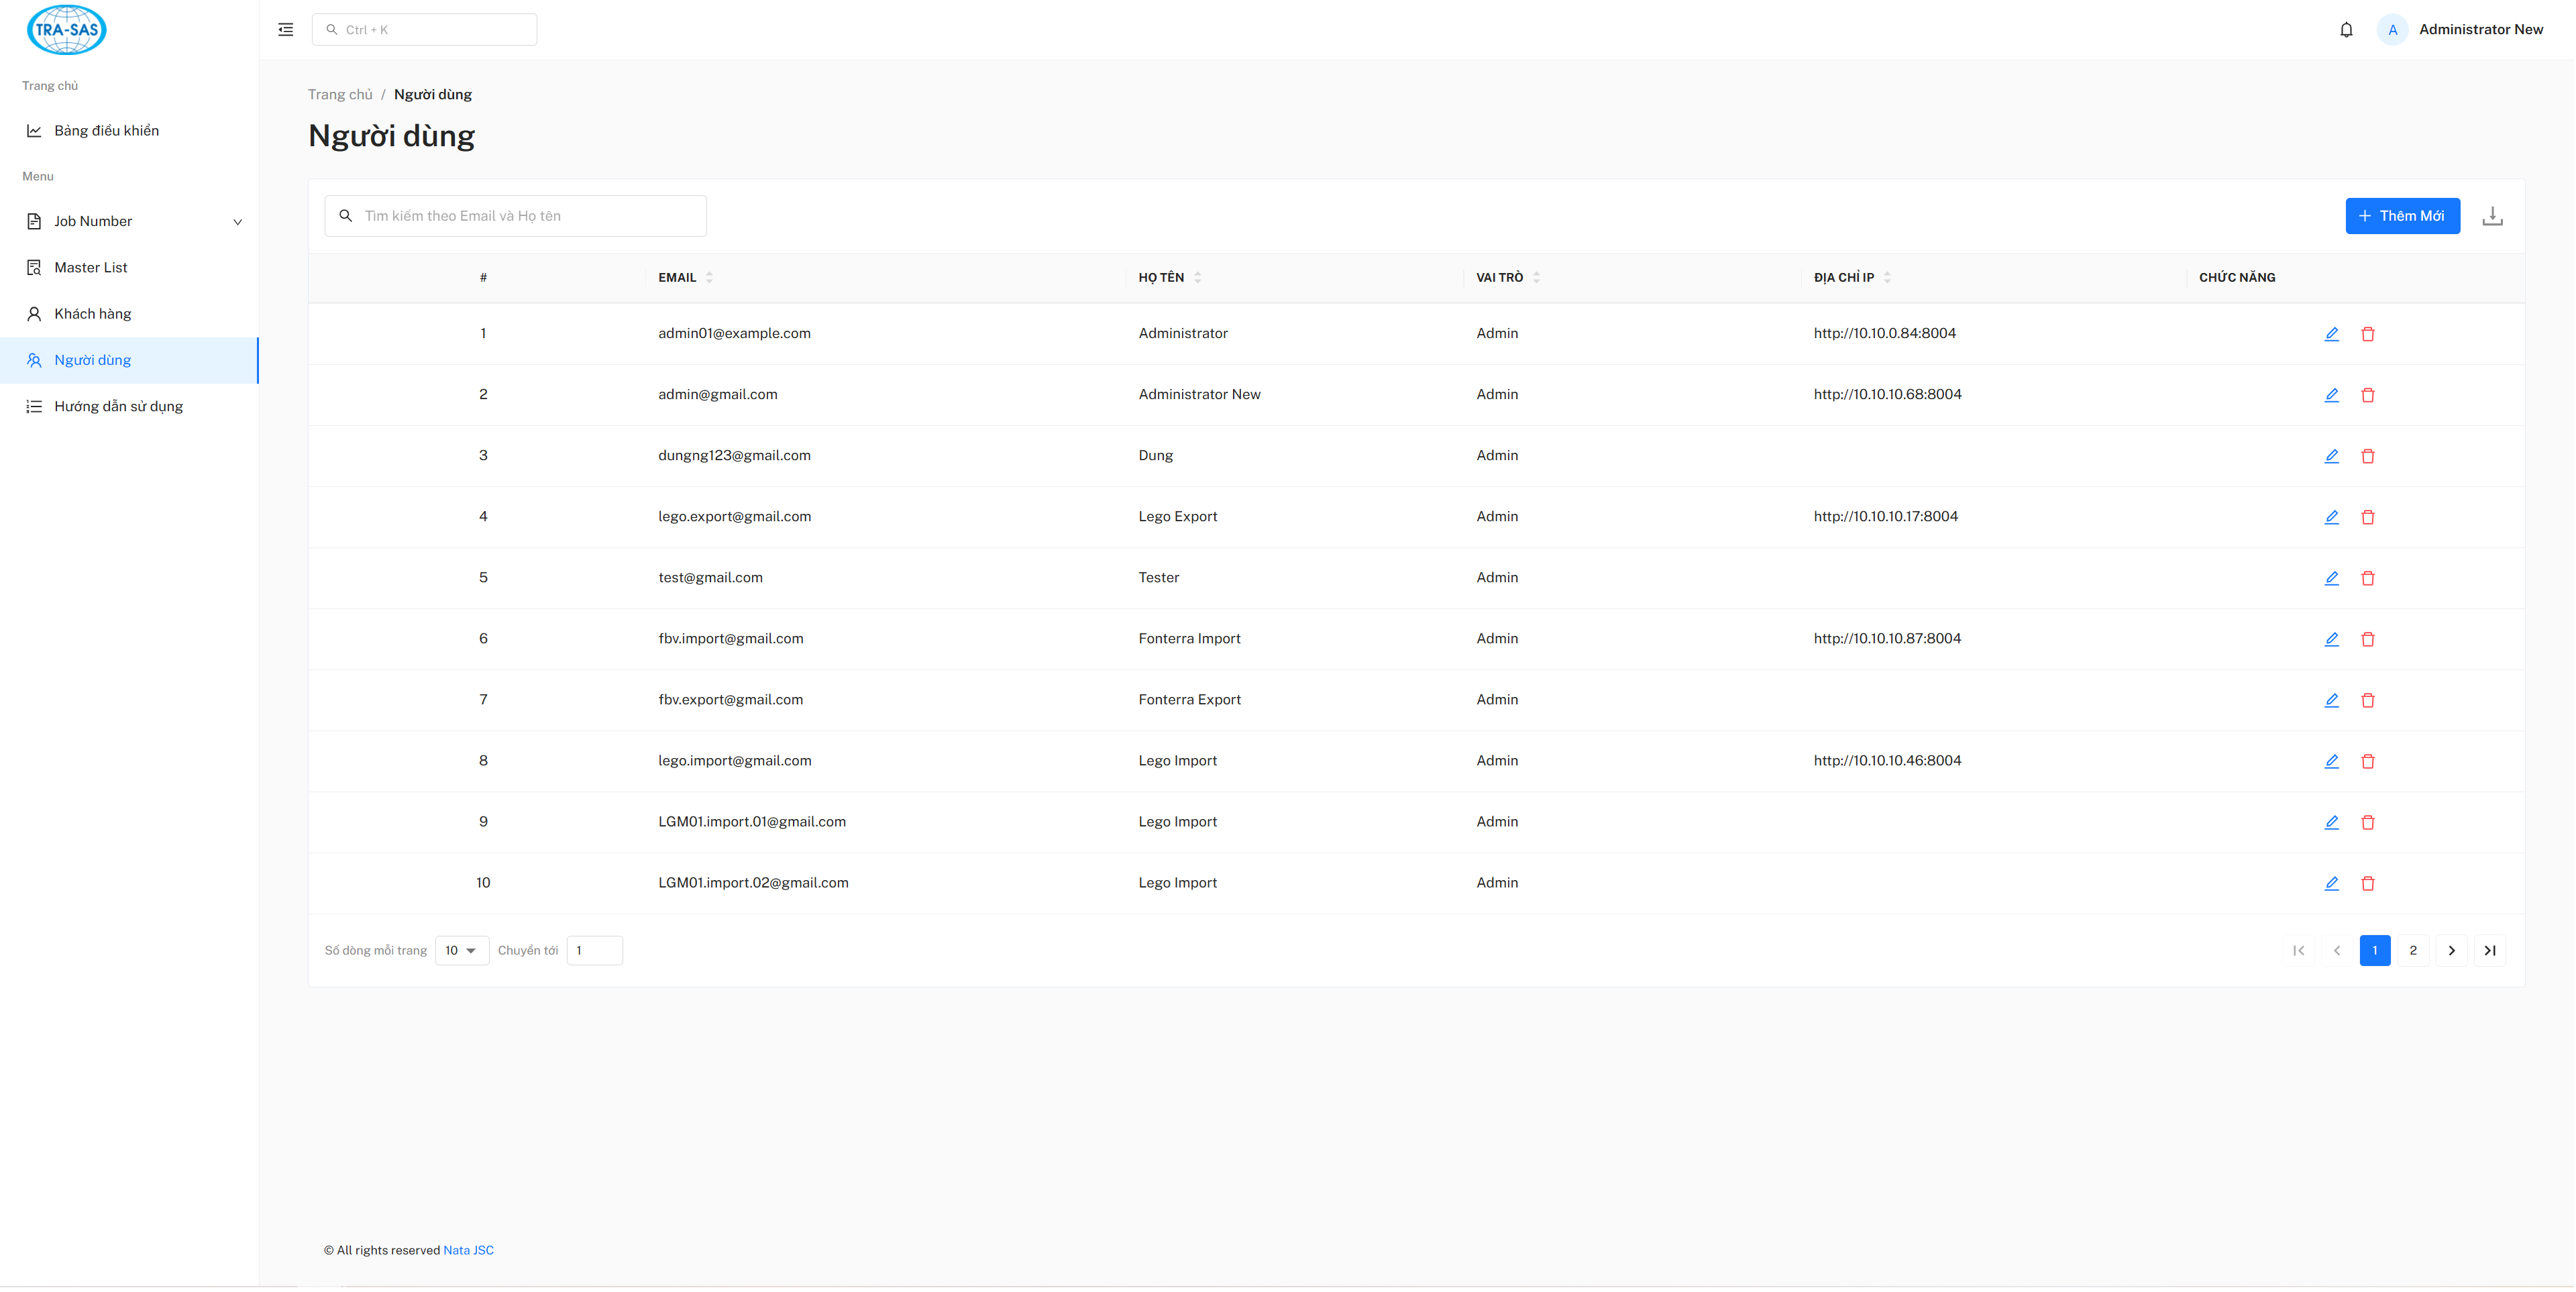 TRA-SAS
Ctrl + K
A Administrator New
Trang chủ
Bảng điều khiển
Menu
Job Number
Master List
Khách hàng
Người dùng
Hướng dẫn sử dụng
Trang chủ / Người dùng
Người dùng
Tìm kiếm theo Email và Họ tên
Thêm Mới
# EMAIL HỌ TÊN VAI TRÒ ĐỊA CHỈ IP CHỨC NĂNG
1 admin01@example.com Administrator Admin http://10.10.0.84:8004
2 admin@gmail.com Administrator New Admin http://10.10.10.68:8004
3 dungng123@gmail.com Dung Admin
4 lego.export@gmail.com Lego Export Admin http://10.10.10.17:8004
5 test@gmail.com Tester Admin
6 fbv.import@gmail.com Fonterra Import Admin http://10.10.10.87:8004
7 fbv.export@gmail.com Fonterra Export Admin
8 lego.import@gmail.com Lego Import Admin http://10.10.10.46:8004
9 LGM01.import.01@gmail.com Lego Import Admin
10 LGM01.import.02@gmail.com Lego Import Admin
Số dòng mỗi trang 10 Chuyển tới 1 1 2
© All rights reserved Nata JSC